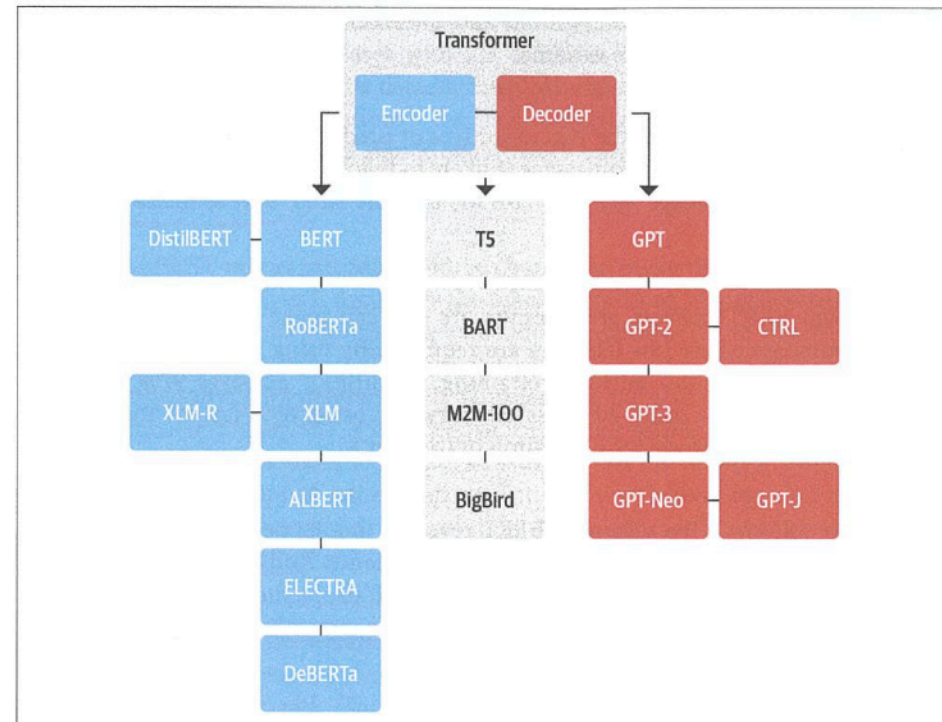 Transformer
Encoder
Decoder
DistilBERT
BERT
T5
GPT
RoBERTa
BART
GPT-2
CTRL
XLM-R
XLM
M2M-100
GPT-3
ALBERT
BigBird
GPT-Neo
GPT-J
ELECTRA
DeBERTa